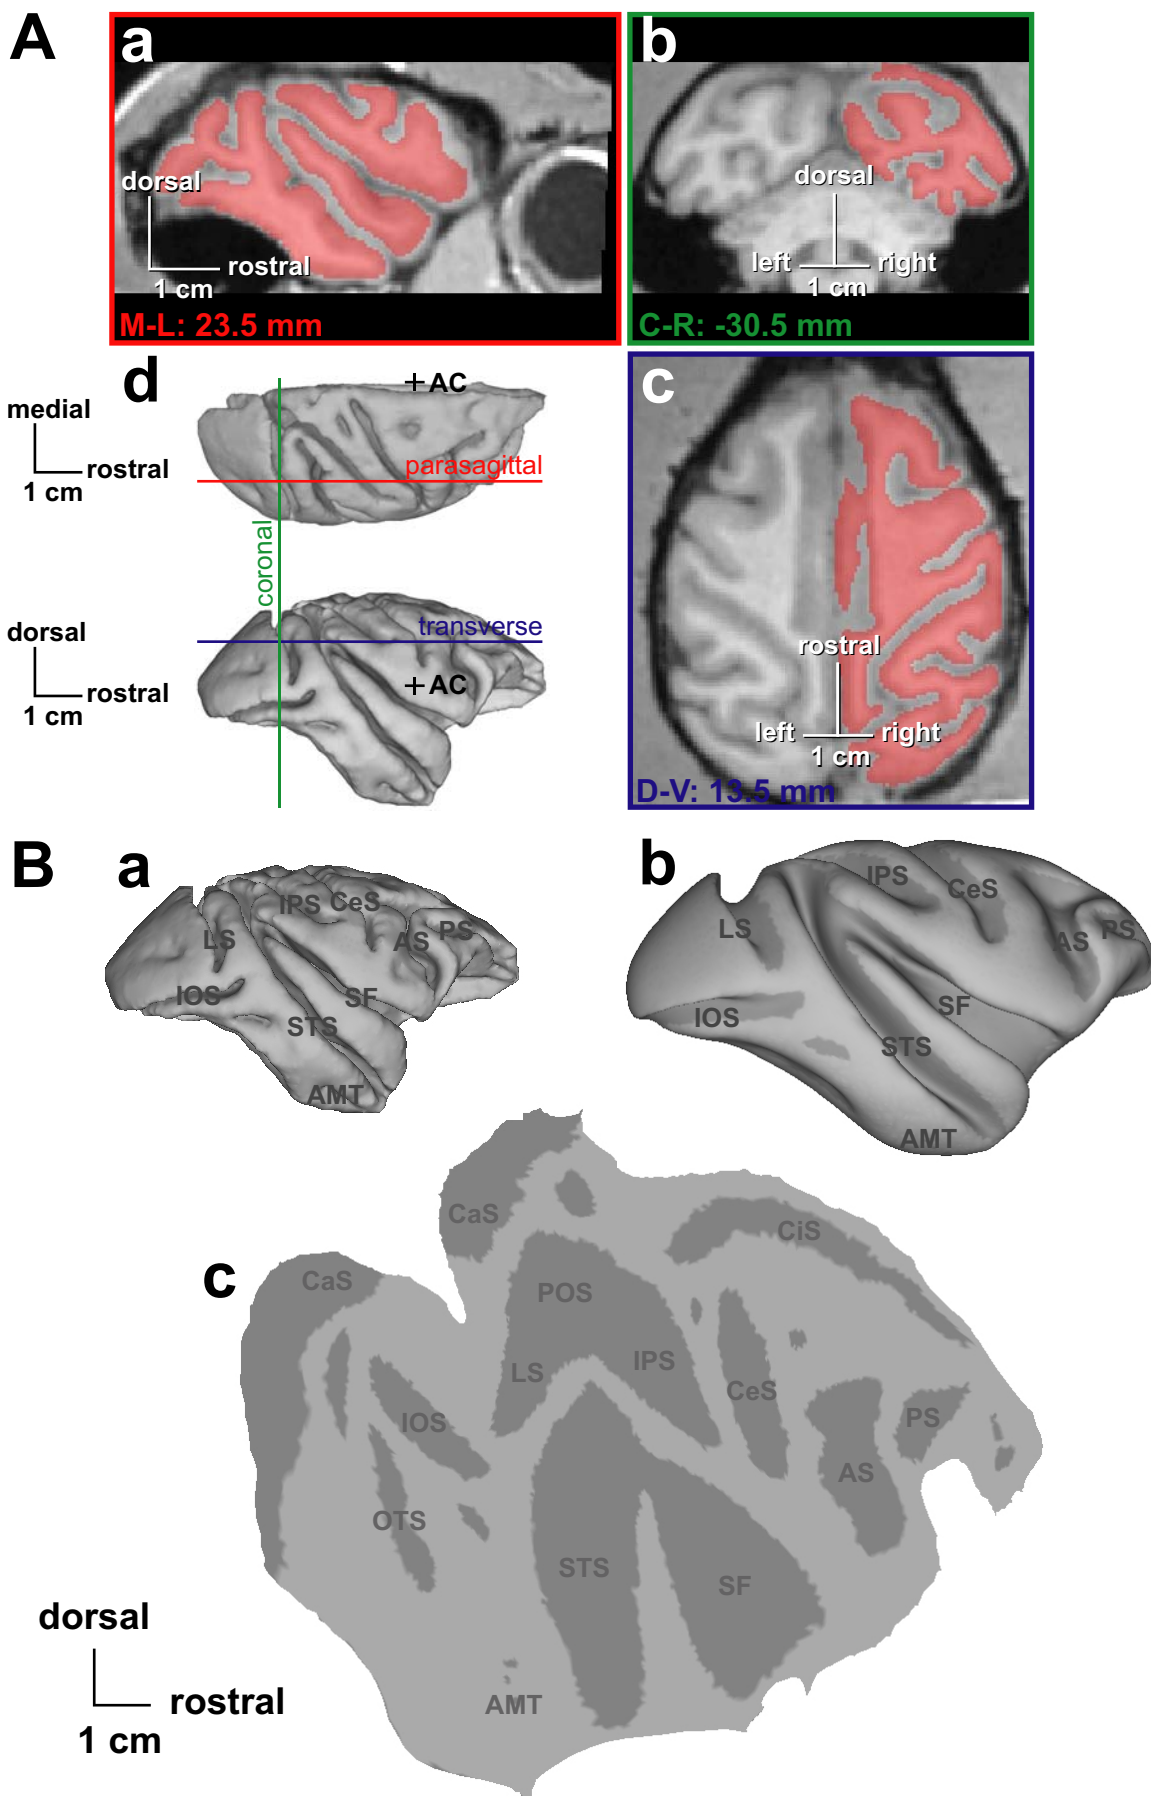 A
a
dorsal
rostral
1 cm
M-L: 23.5 mm
b
dorsal
left
right
1 cm
C-R: -30.5 mm
d
AC
medial
rostral
1 cm
parasagittal
coronal
dorsal
rostral
1 cm
transverse
AC
c
rostral
left
right
1 cm
D-V: 13.5 mm
B
a
IPS
CeS
LS
AS
PS
IOS
SF
STS
AMT
b
IPS
CeS
LS
AS
PS
IOS
SF
STS
AMT
c
CaS
CiS
CaS
POS
LS
IPS
CeS
PS
IOS
AS
OTS
STS
SF
AMT
dorsal
rostral
1 cm